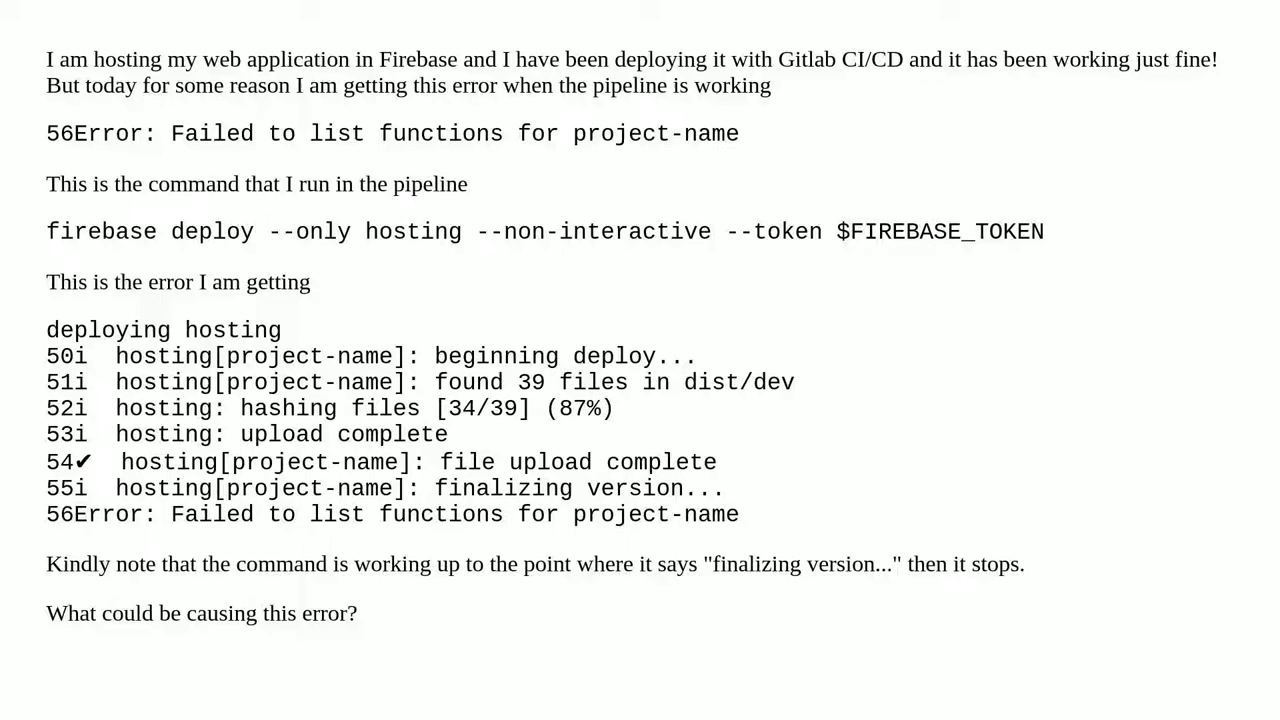 I am hosting my web application in Firebase and I have been deploying it with Gitlab CI/CD and it has been working just fine!
But today for some reason I am getting this error when the pipeline is working
56Error: Failed to list functions for project-name
This is the command that I run in the pipeline
firebase deploy --only hosting --non-interactive --token $FIREBASE_TOKEN
This is the error I am getting
deploying hosting
50i  hosting[project-name]: beginning deploy...
51i  hosting[project-name]: found 39 files in dist/dev
52i  hosting: hashing files [34/39] (87%)
53i  hosting: upload complete
54✔  hosting[project-name]: file upload complete
55i  hosting[project-name]: finalizing version...
56Error: Failed to list functions for project-name
Kindly note that the command is working up to the point where it says "finalizing version..." then it stops.
What could be causing this error?